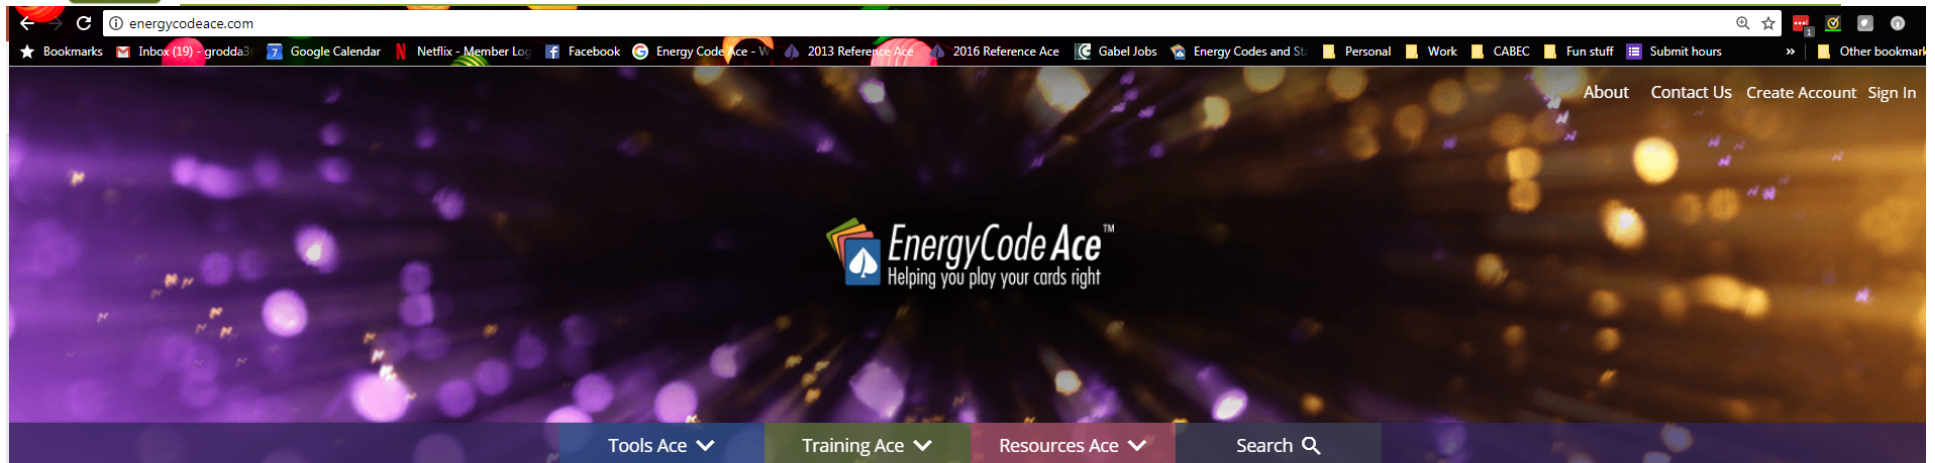 energycodeace.com
Bookmarks Inbox (19) - grodda3 7 Google Calendar N Netflix - Member Log Facebook Energy Code Ace - W 2013 Reference Ace 2016 Reference Ace Gabel Jobs Energy Codes and St Personal Work CABEC Fun stuff Submit hours » Other bookmark
1
About Contact Us Create Account Sign In
EnergyCode Ace™
Helping you play your cards right
Tools Ace Training Ace Resources Ace Search